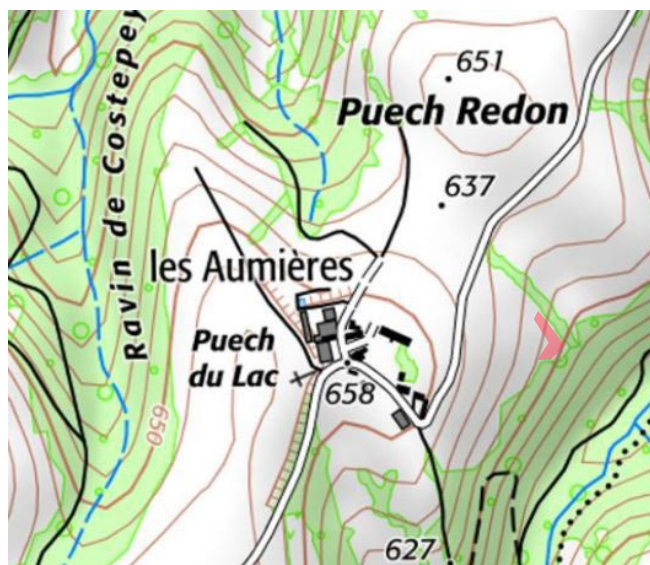 651
Puech Redon
637
Ravin de Costepey
les Aumières
Puech
du Lac
658
650
627